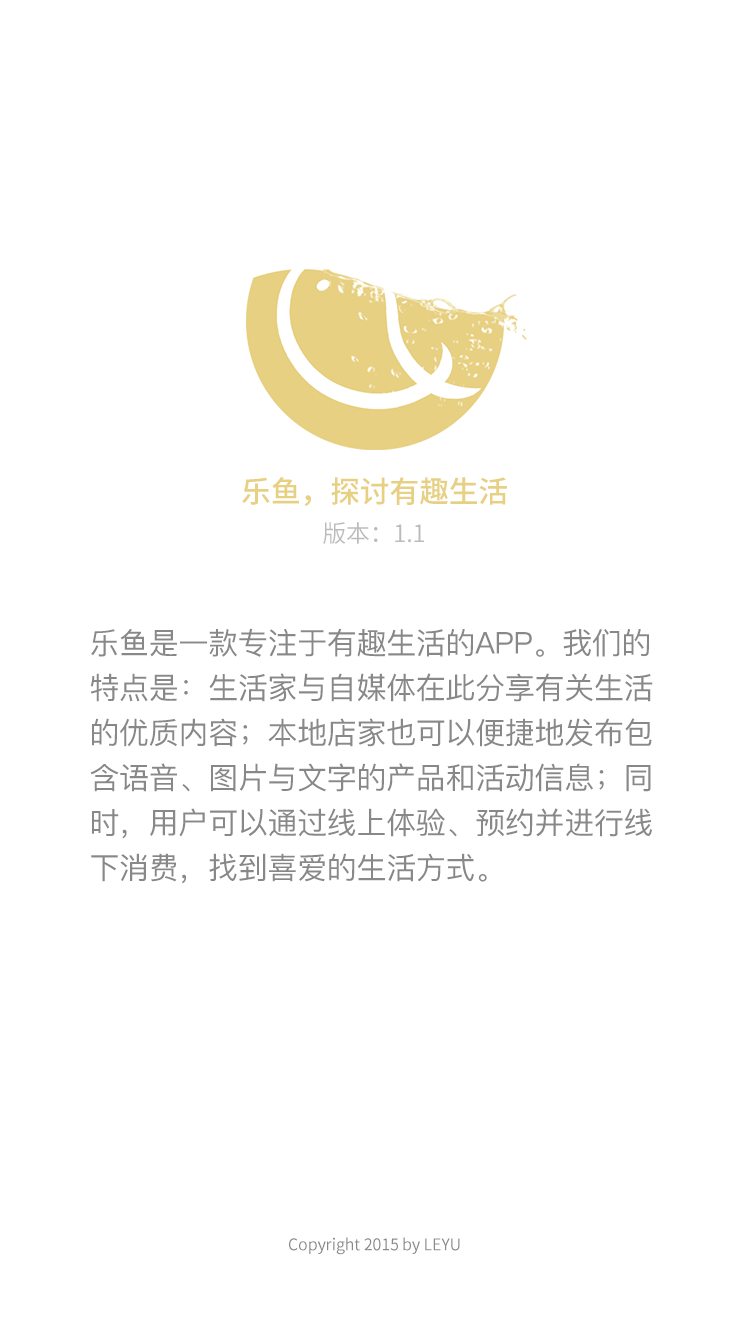 乐鱼，探讨有趣生活
版本：1.1
乐鱼是一款专注于有趣生活的APP。我们的
特点是：生活家与自媒体在此分享有关生活
的优质内容；本地店家也可以便捷地发布包
含语音、图片与文字的产品和活动信息；同
时，用户可以通过线上体验、预约并进行线
下消费，找到喜爱的生活方式。
Copyright 2015 by LEYU